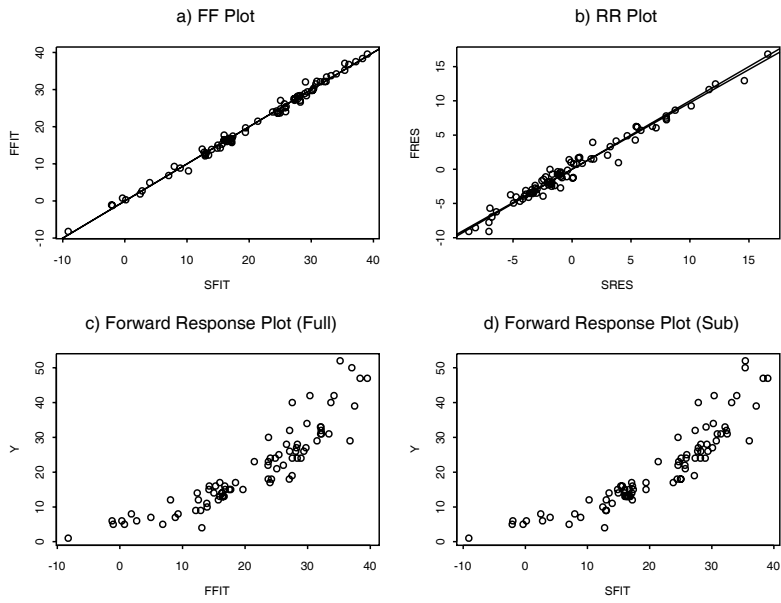 a) FF Plot
FFIT
-10 0 10 20 30 40
-10 0 10 20 30 40
SFIT
b) RR Plot
FRES
-10 -5 0 5 10 15
-5 0 5 10 15
SRES
c) Forward Response Plot (Full)
Y
0 10 20 30 40 50
-10 0 10 20 30 40
FFIT
d) Forward Response Plot (Sub)
Y
0 10 20 30 40 50
-10 0 10 20 30 40
SFIT